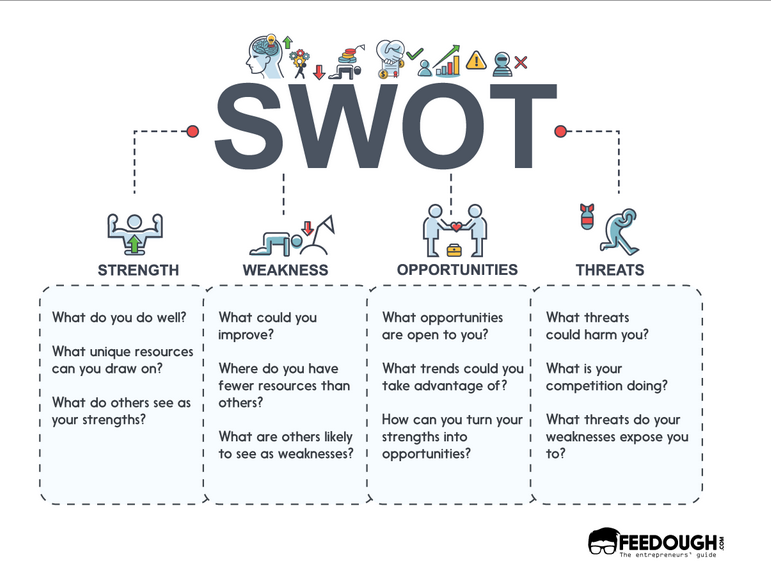 SWOT
STRENGTH
What do you do well?
What unique resources
can you draw on?
What do others see as
your strengths?
WEAKNESS
What could you
improve?
Where do you have
fewer resources than
others?
What are others likely
to see as weaknesses?
OPPORTUNITIES
What opportunities
are open to you?
What trends could you
take advantage of?
How can you turn your
strengths into
opportunities?
THREATS
What threats
could harm you?
What is your
competition doing?
What threats do your
weaknesses expose you
to?
FEEDOUGH.COM
The entrepreneurs' guide